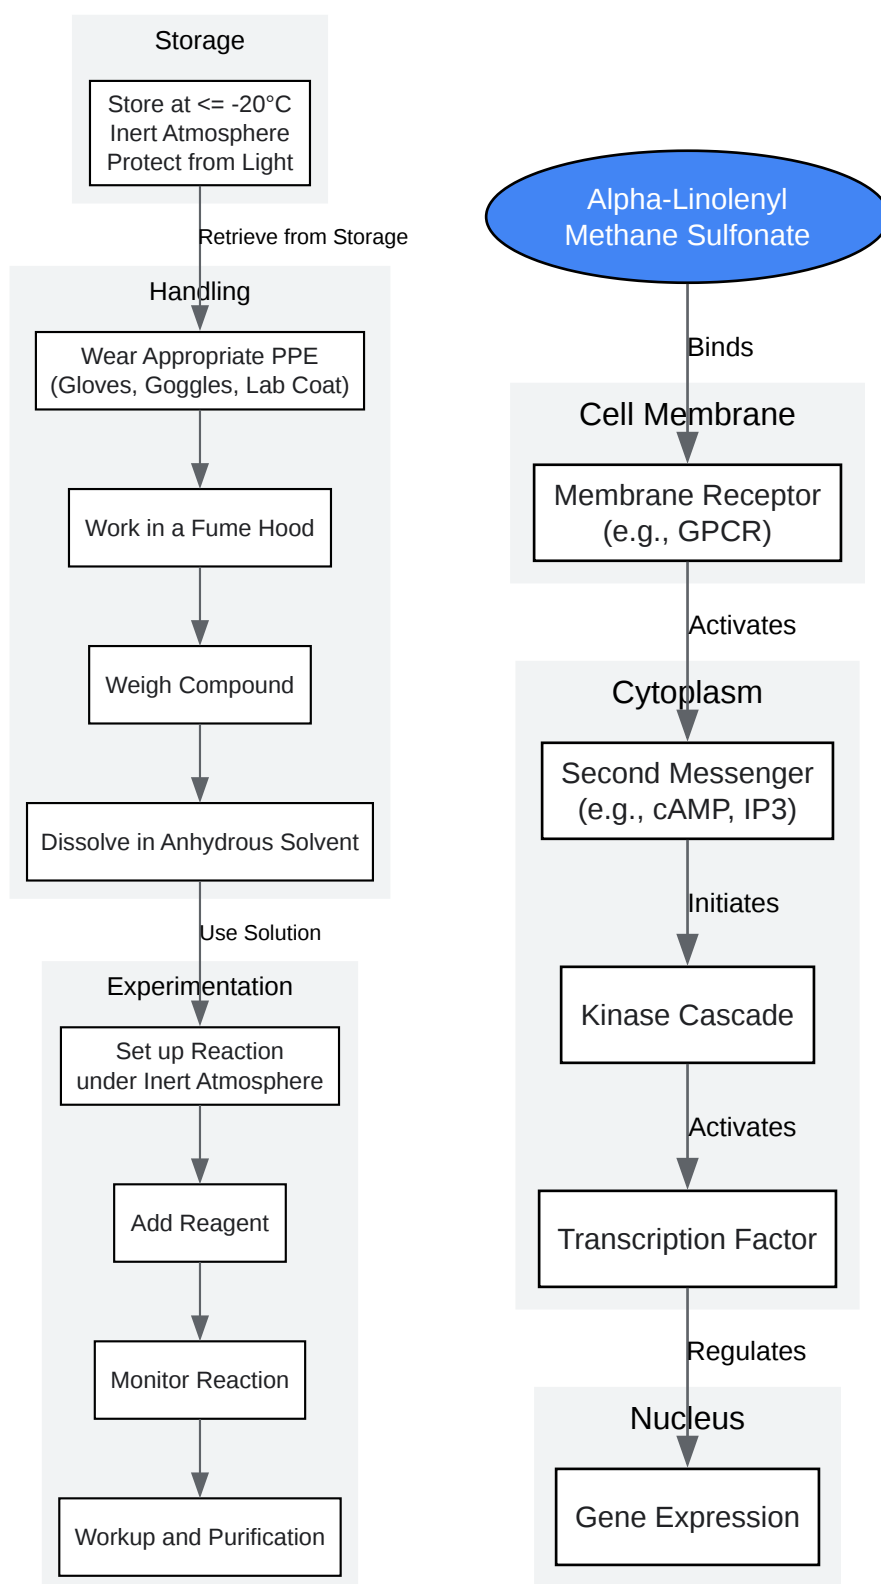 Storage
Store at <= -20°C
Inert Atmosphere
Protect from Light
Retrieve from Storage
Handling
Wear Appropriate PPE
(Gloves, Goggles, Lab Coat)
Work in a Fume Hood
Weigh Compound
Dissolve in Anhydrous Solvent
Use Solution
Experimentation
Set up Reaction
under Inert Atmosphere
Add Reagent
Monitor Reaction
Workup and Purification
Alpha-Linolenyl
Methane Sulfonate
Binds
Cell Membrane
Membrane Receptor
(e.g., GPCR)
Activates
Cytoplasm
Second Messenger
(e.g., cAMP, IP3)
Initiates
Kinase Cascade
Activates
Transcription Factor
Regulates
Nucleus
Gene Expression